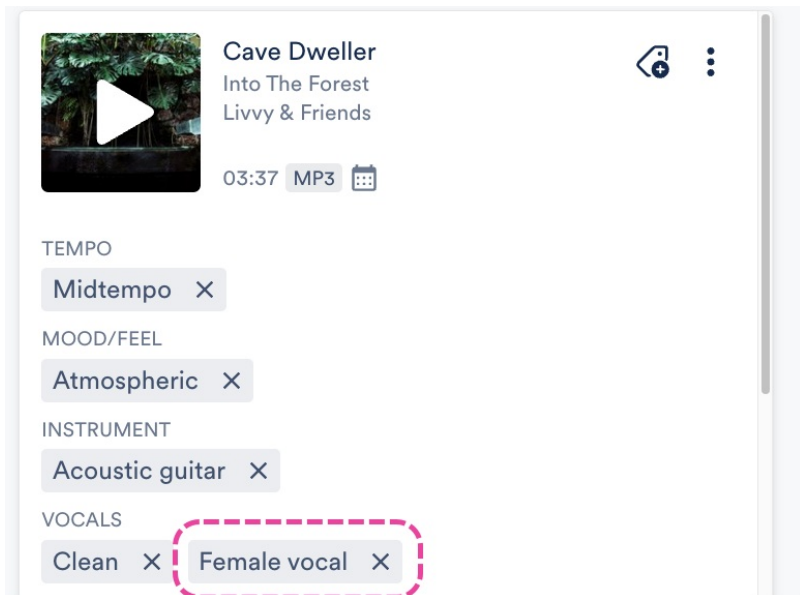 Cave Dweller
Into The Forest
Livvy & Friends
03:37 MP3
TEMPO
Midtempo
MOOD/FEEL
Atmospheric
INSTRUMENT
Acoustic guitar
VOCALS
Clean Female vocal